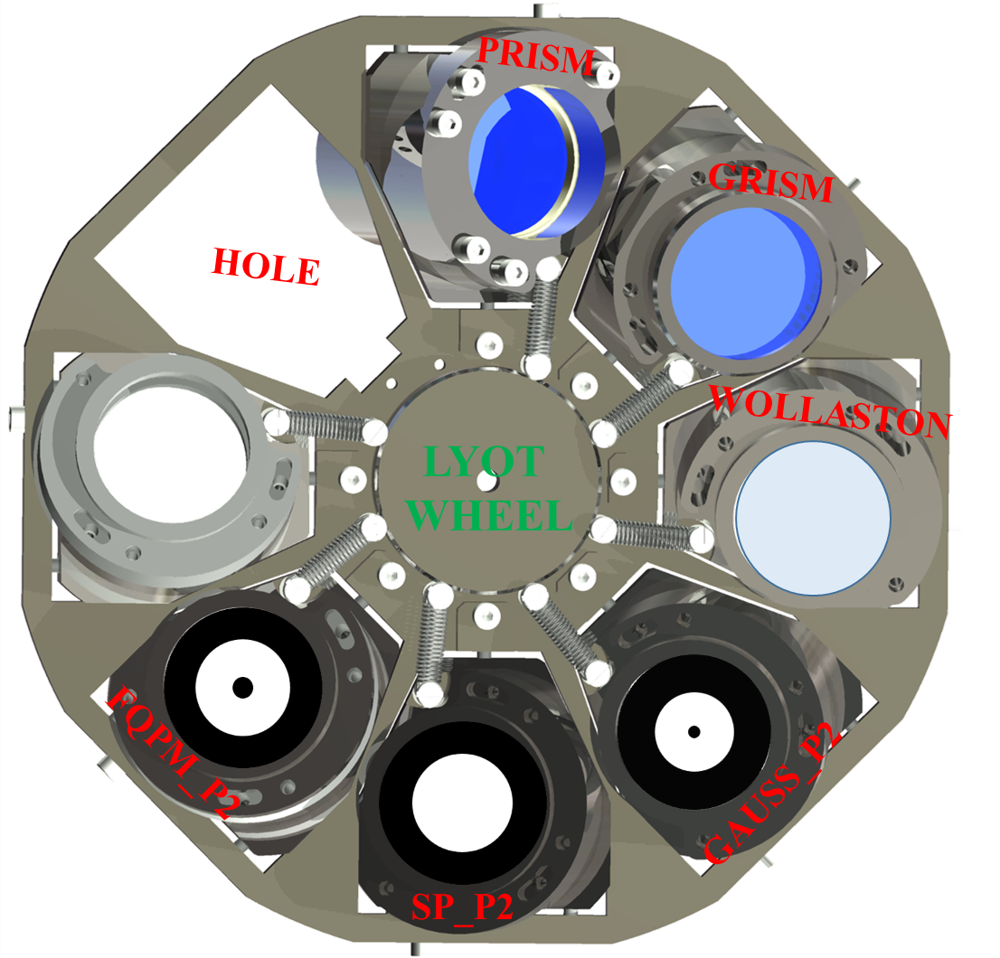 PRISM
GRISM
HOLE
WOLLASTON
LYOT
WHEEL
FQPM_P2
GAUSS_P2
SP_P2